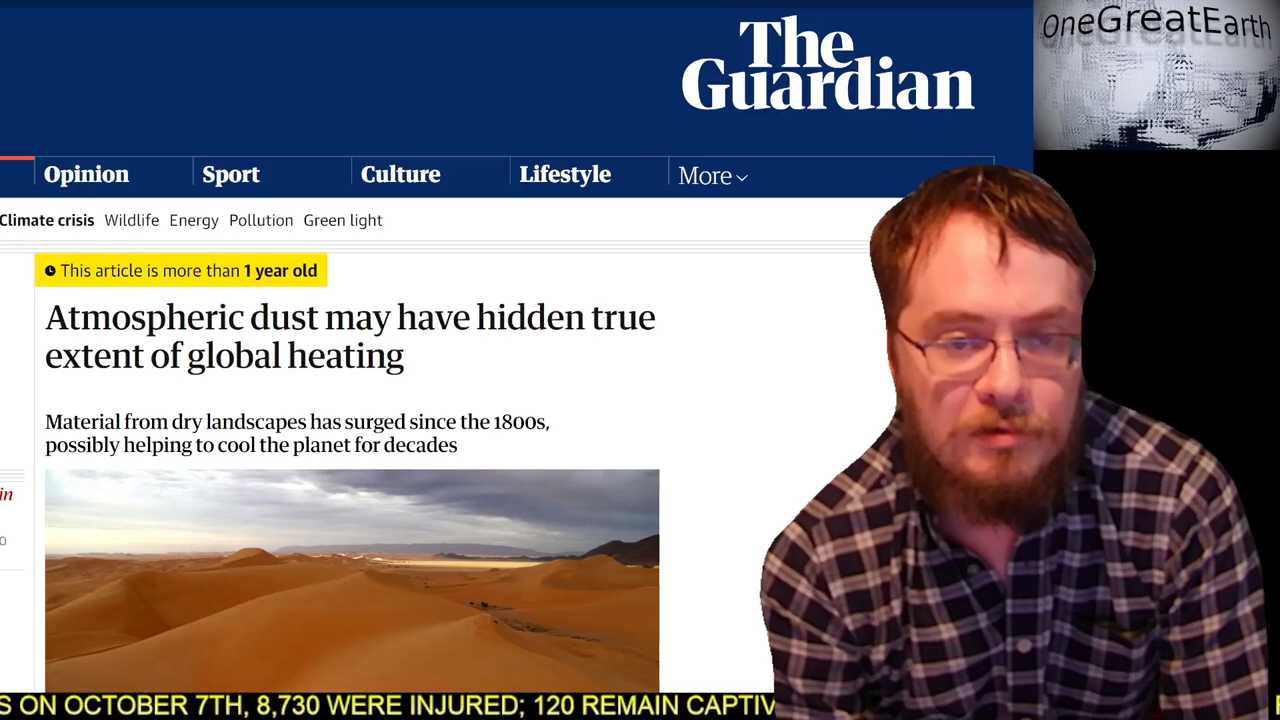 The
Guardian
OneGreatEarth
Opinion Sport Culture Lifestyle More
Climate crisis Wildlife Energy Pollution Green light
This article is more than 1 year old
Atmospheric dust may have hidden true
extent of global heating
Material from dry landscapes has surged since the 1800s,
possibly helping to cool the planet for decades
in
S ON OCTOBER 7TH, 8,730 WERE INJURED; 120 REMAIN CAPTIV